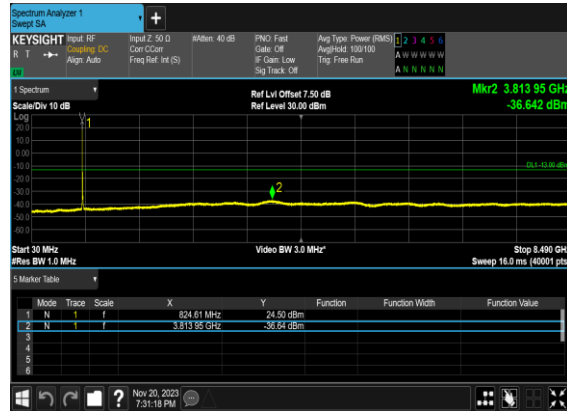 Spectrum Analyzer 1
Swept SA
+
KEYSIGHT Input: RF Input Z: 50 Ω #Atten: 40 dB PNO: Fast Avg Type: Power (RMS) 1 2 3 4 5 6
R T Coupling: DC Corr CCorr Gate: Off Avg|Hold: 100/100 A W W W W W
Align: Auto Freq Ref: Int (S) IF Gain: Low Trig: Free Run
Sig Track: Off A N N N N N
1 Spectrum Ref Lvl Offset 7.50 dB Mkr2 3.813 95 GHz
Scale/Div 10 dB Ref Level 30.00 dBm -36.642 dBm
Log
20.0
10.0
0.00
-10.0
-20.0
-30.0
-40.0
-50.0
-60.0
1
DL1 -13.00 dBm
2
Start 30 MHz Video BW 3.0 MHz* Stop 8.490 GHz
#Res BW 1.0 MHz Sweep 16.0 ms (40001 pts)
5 Marker Table
Mode Trace Scale X Y Function Function Width Function Value
1 N 1 f 824.61 MHz 24.50 dBm
2 N 1 f 3.813 95 GHz -36.64 dBm
3
4
5
6
? Nov 20, 2023
7:31:18 PM